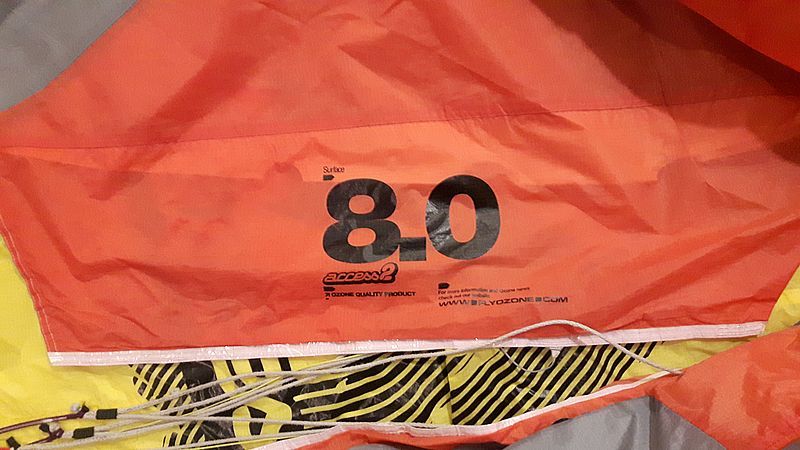 Surface
8.0
access2
OZONE QUALITY PRODUCT
For more information and Ozone news
check out our website
WWW.FLYOZONE.COM